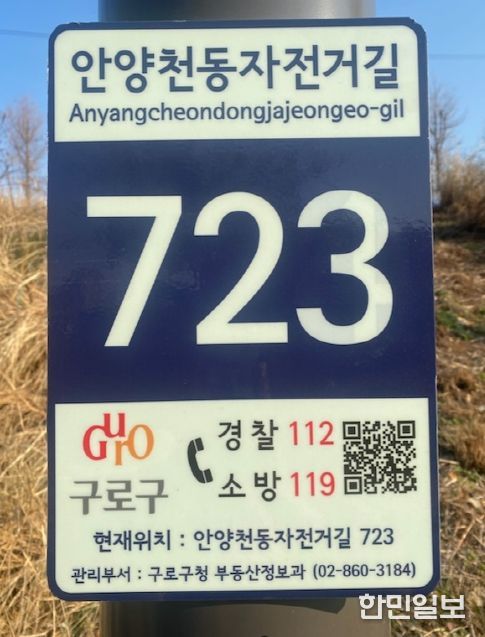 안양천동자전거길
Anyangcheondongjajeongeo-gil
723
Guro
구로구
경찰 112
소방 119
현재위치 : 안양천동자전거길 723
관리부서 : 구로구청 부동산정보과 (02-860-3184)
한민일보